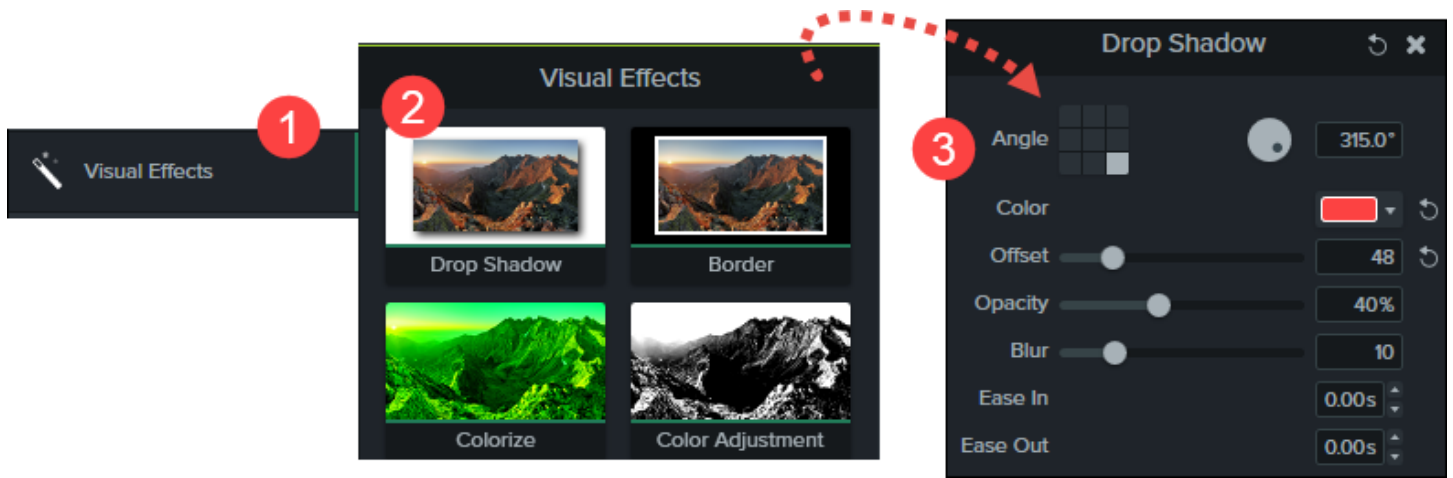 1
Visual Effects
Visual Effects
2
Drop Shadow
Border
Colorize
Color Adjustment
Drop Shadow
3
Angle
315.0°
Color
Offset
48
Opacity
40%
Blur
10
Ease In
0.00s
Ease Out
0.00s